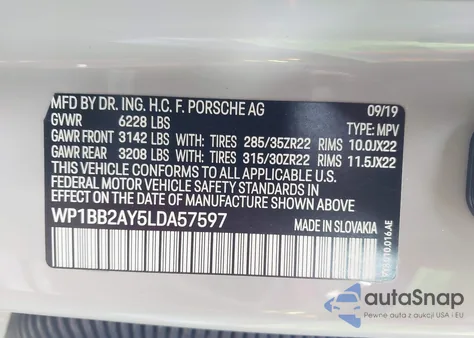 MFD BY DR. ING. H.C. F. PORSCHE AG 09/19
GVWR 6228 LBS TYPE: MPV
GAWR FRONT 3142 LBS WITH: TIRES 285/35ZR22 RIMS 10.0JX22
GAWR REAR 3208 LBS WITH: TIRES 315/30ZR22 RIMS 11.5JX22
THIS VEHICLE CONFORMS TO ALL APPLICABLE U.S.
FEDERAL MOTOR VEHICLE SAFETY STANDARDS IN
EFFECT ON THE DATE OF MANUFACTURE SHOWN ABOVE
WP1BB2AY5LDA57597 MADE IN SLOVAKIA
autoSnap
Pewne auta z aukcji USA i EU